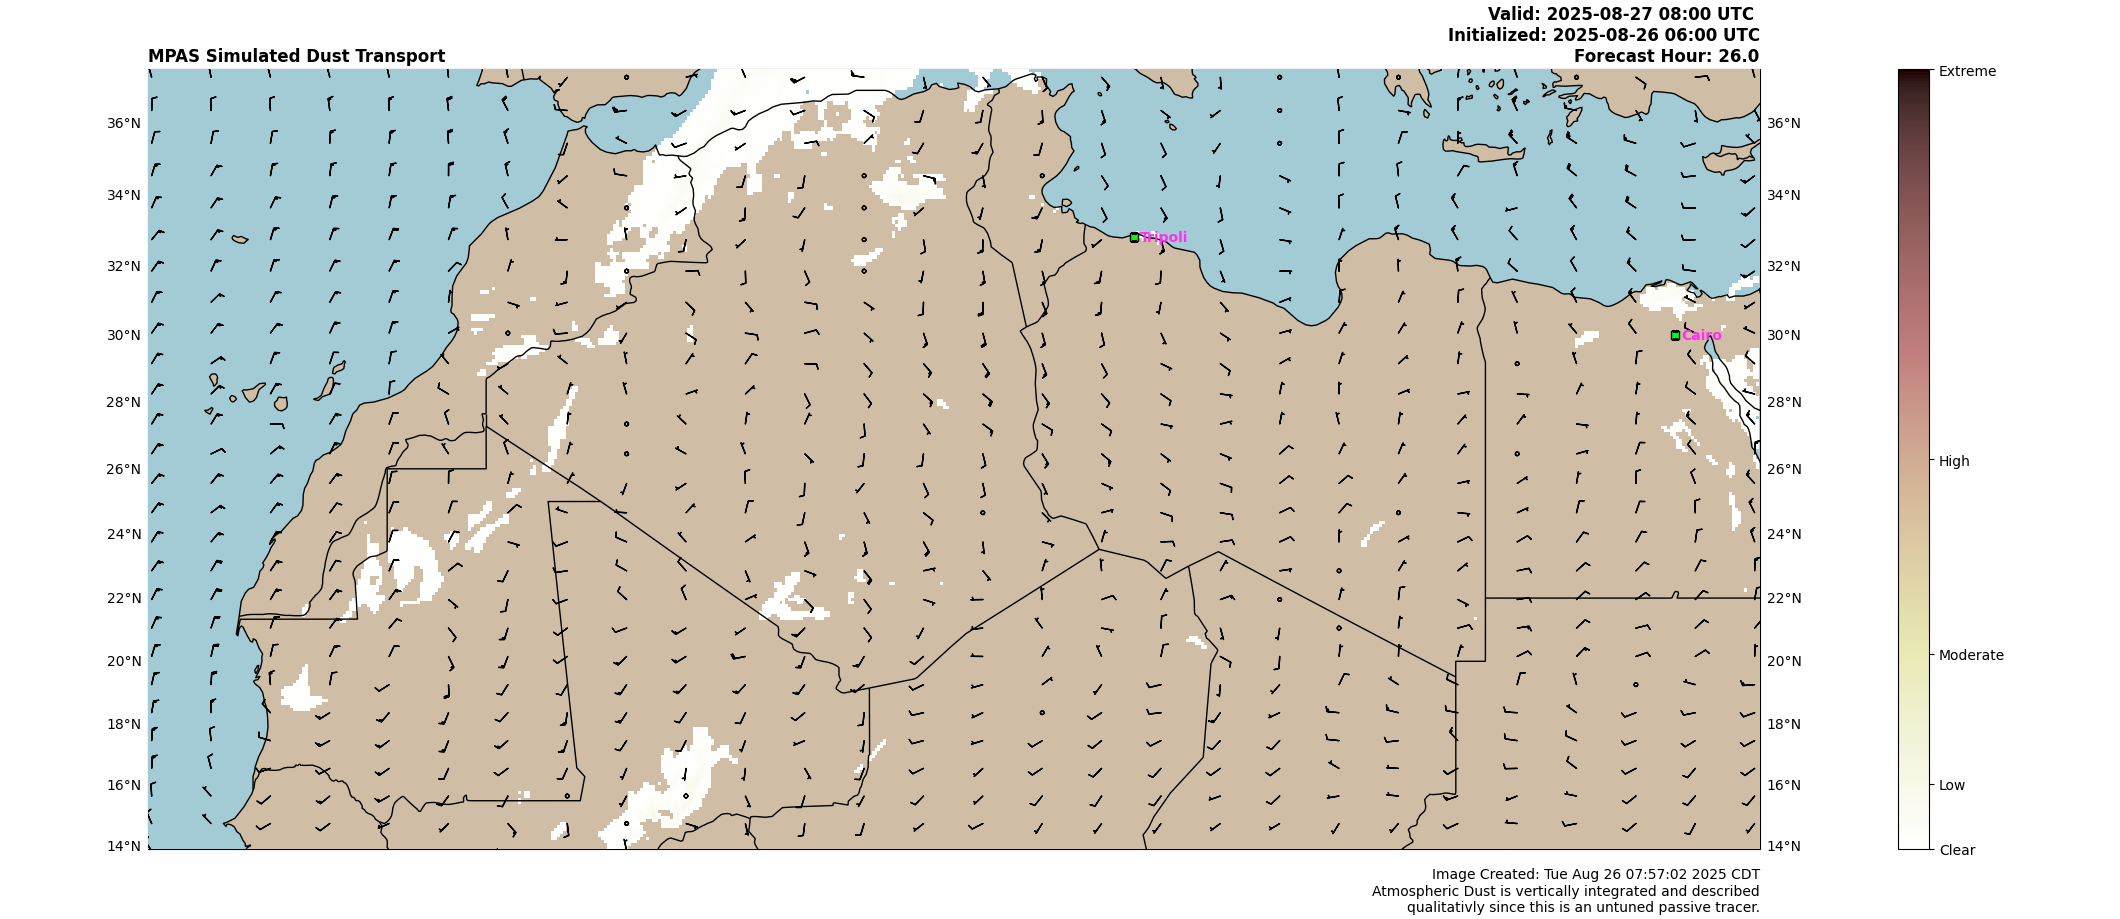 Valid: 2025-08-27 08:00 UTC
Initialized: 2025-08-26 06:00 UTC
MPAS Simulated Dust Transport
Forecast Hour: 26.0
Extreme
36°N
36°N
34°N
34°N
Tripoli
32°N
32°N
30°N
Cairo
30°N
28°N
28°N
High
26°N
26°N
24°N
24°N
22°N
22°N
20°N
20°N
Moderate
18°N
18°N
16°N
16°N
Low
14°N
14°N
Clear
Image Created: Tue Aug 26 07:57:02 2025 CDT
Atmospheric Dust is vertically integrated and described
qualitativly since this is an untuned passive tracer.